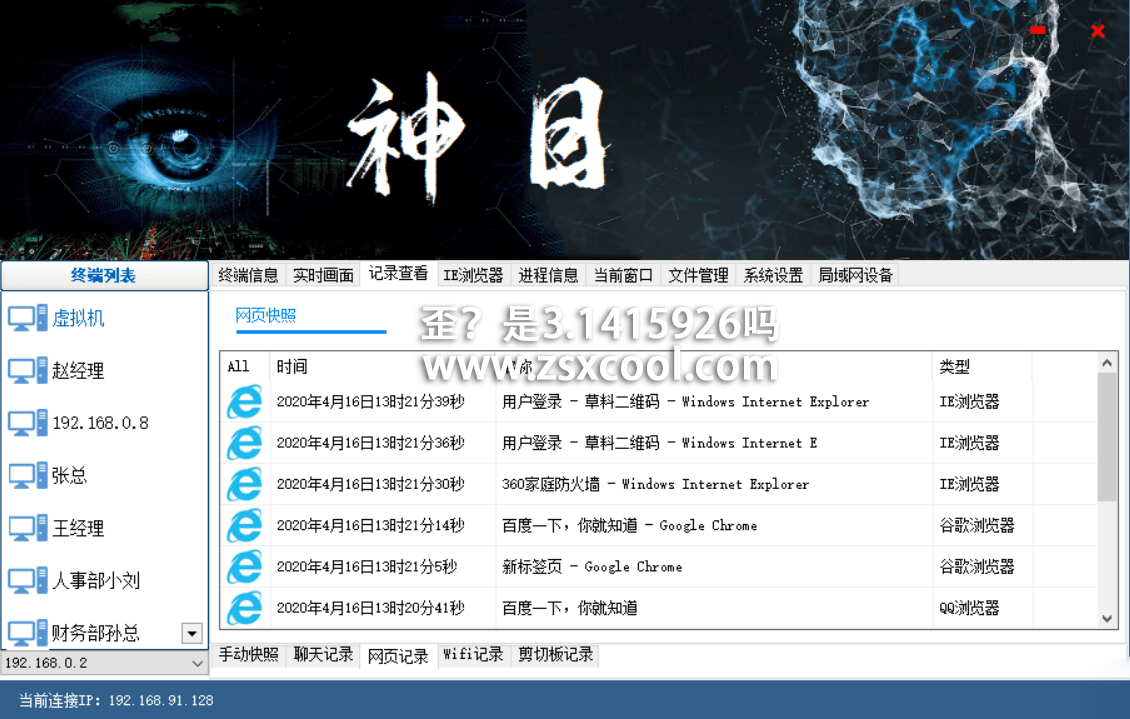 神目
终端列表
终端信息 实时画面 记录查看 IE浏览器 进程信息 当前窗口 文件管理 系统设置 局域网设备
虚拟机
赵经理
192.168.0.8
张总
王经理
人事部小刘
财务部孙总
192.168.0.2
网页快照
歪？是3.1415926吗
www.zsxcool.com
All 时间 类型
2020年4月16日13时21分39秒 用户登录 - 草料二维码 - Windows Internet Explorer IE浏览器
2020年4月16日13时21分36秒 用户登录 - 草料二维码 - Windows Internet E IE浏览器
2020年4月16日13时21分30秒 360家庭防火墙 - Windows Internet Explorer IE浏览器
2020年4月16日13时21分14秒 百度一下，你就知道 - Google Chrome 谷歌浏览器
2020年4月16日13时21分5秒 新标签页 - Google Chrome 谷歌浏览器
2020年4月16日13时20分41秒 百度一下，你就知道 QQ浏览器
手动快照 聊天记录 网页记录 Wifi记录 剪切板记录
当前连接IP: 192.168.91.128